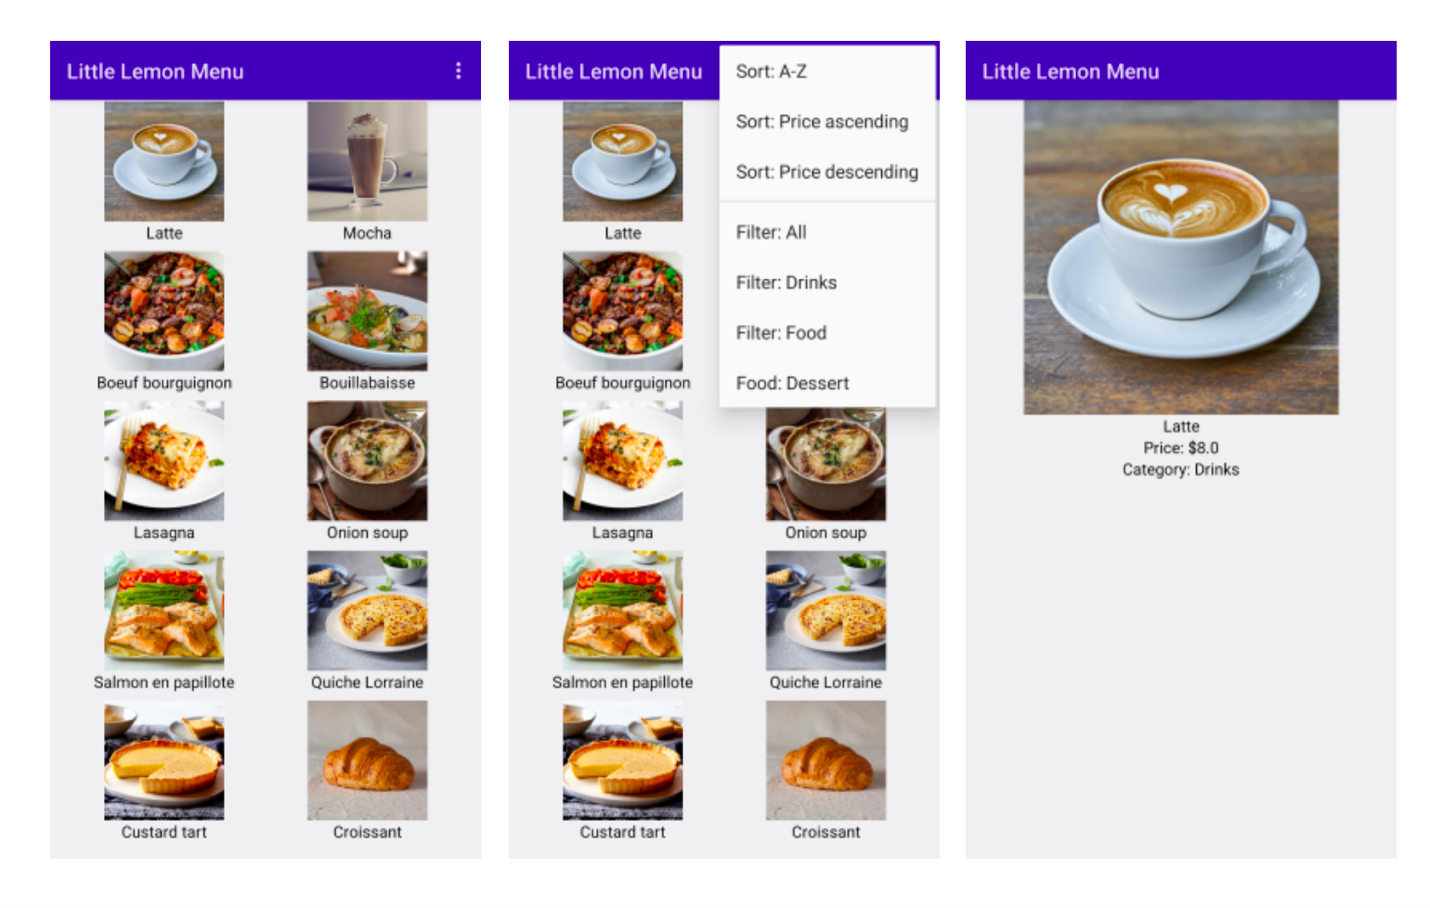 Little Lemon Menu
Latte
Mocha
Boeuf bourguignon
Bouillabaisse
Lasagna
Onion soup
Salmon en papillote
Quiche Lorraine
Custard tart
Croissant
Little Lemon Menu
Sort: A-Z
Sort: Price ascending
Sort: Price descending
Filter: All
Filter: Drinks
Filter: Food
Food: Dessert
Latte
Boeuf bourguignon
Lasagna
Onion soup
Salmon en papillote
Quiche Lorraine
Custard tart
Croissant
Little Lemon Menu
Latte
Price: $8.0
Category: Drinks